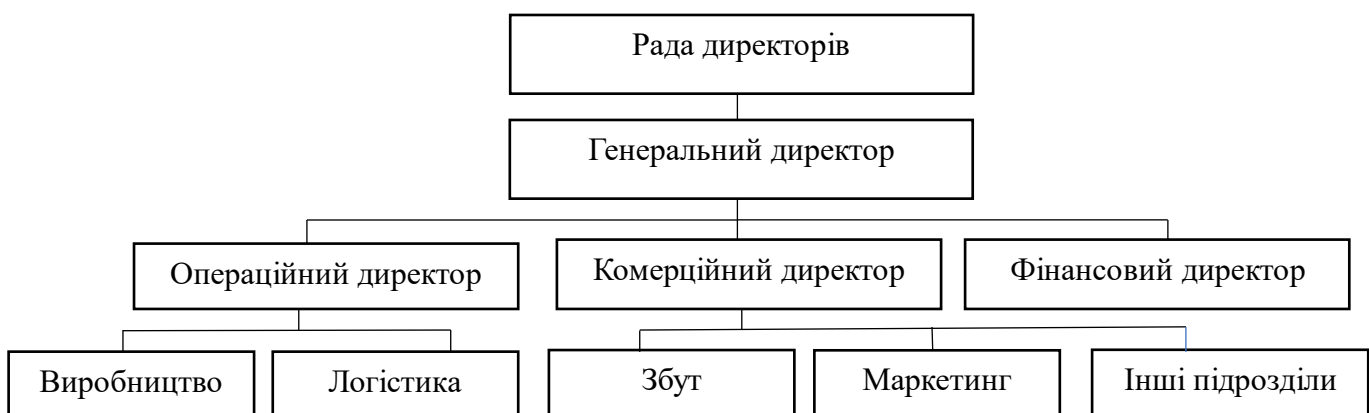 Рада директорів
Генеральний директор
Операційний директор
Комерційний директор
Фінансовий директор
Виробництво
Логістика
Збут
Маркетинг
Інші підрозділи